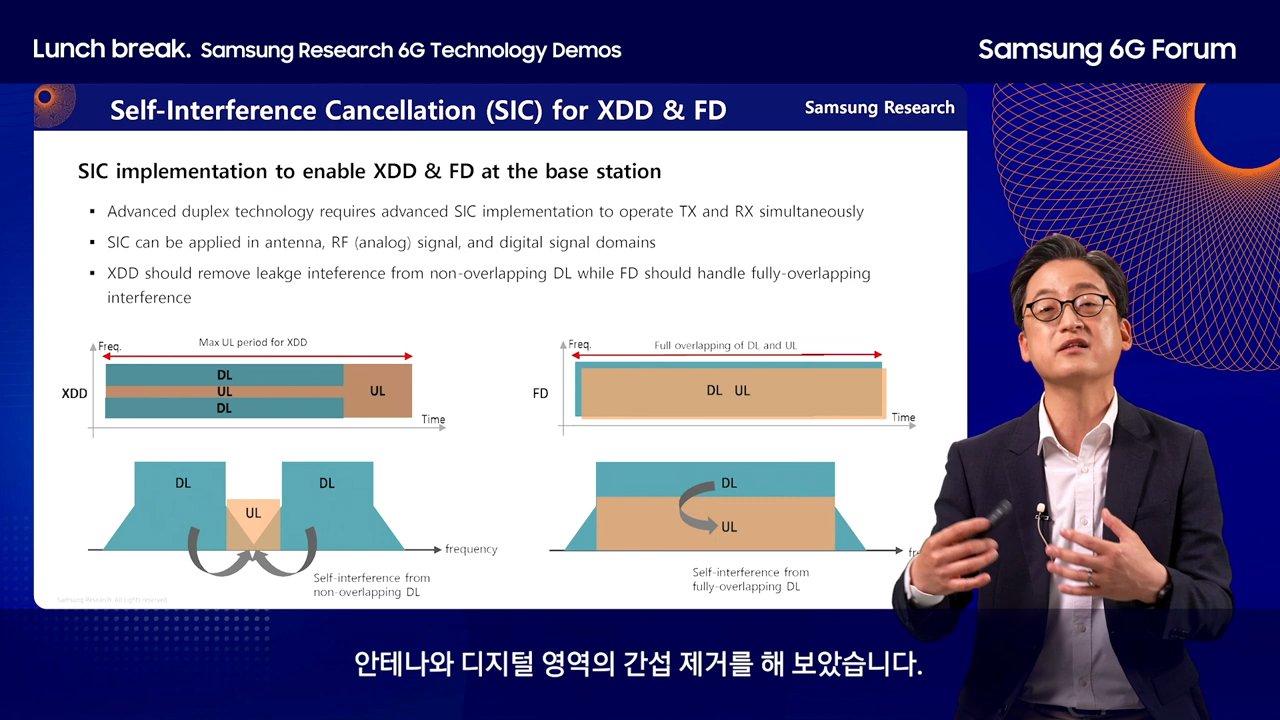 Lunch break. Samsung Research 6G Technology Demos
Samsung 6G Forum
Self-Interference Cancellation (SIC) for XDD & FD
Samsung Research
SIC implementation to enable XDD & FD at the base station
▪ Advanced duplex technology requires advanced SIC implementation to operate TX and RX simultaneously
▪ SIC can be applied in antenna, RF (analog) signal, and digital signal domains
▪ XDD should remove leakge inteference from non-overlapping DL while FD should handle fully-overlapping
interference
Freq.
Max UL period for XDD
XDD
DL
UL
DL
UL
Time
Freq.
Full overlapping of DL and UL
FD
DL UL
Time
DL
UL
DL
frequency
Self-interference from
non-overlapping DL
DL
UL
Self-interference from
fully-overlapping DL
Samsung Research. All rights reserved
안테나와 디지털 영역의 간섭 제거를 해 보았습니다.